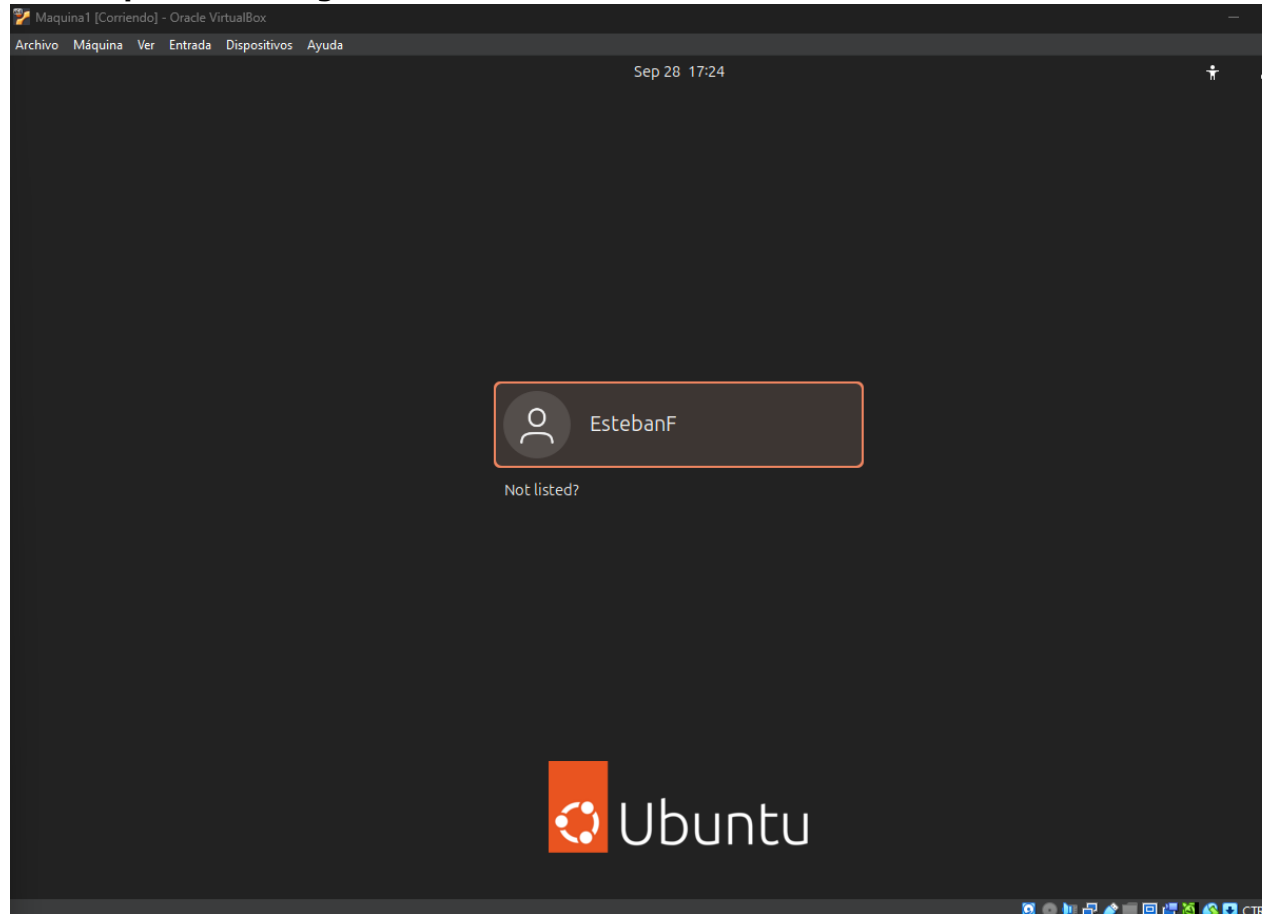 Maquina1 [Corriendo] - Oracle VirtualBox
Archivo Máquina Ver Entrada Dispositivos Ayuda
Sep 28 17:24
EstebanF
Not listed?
Ubuntu